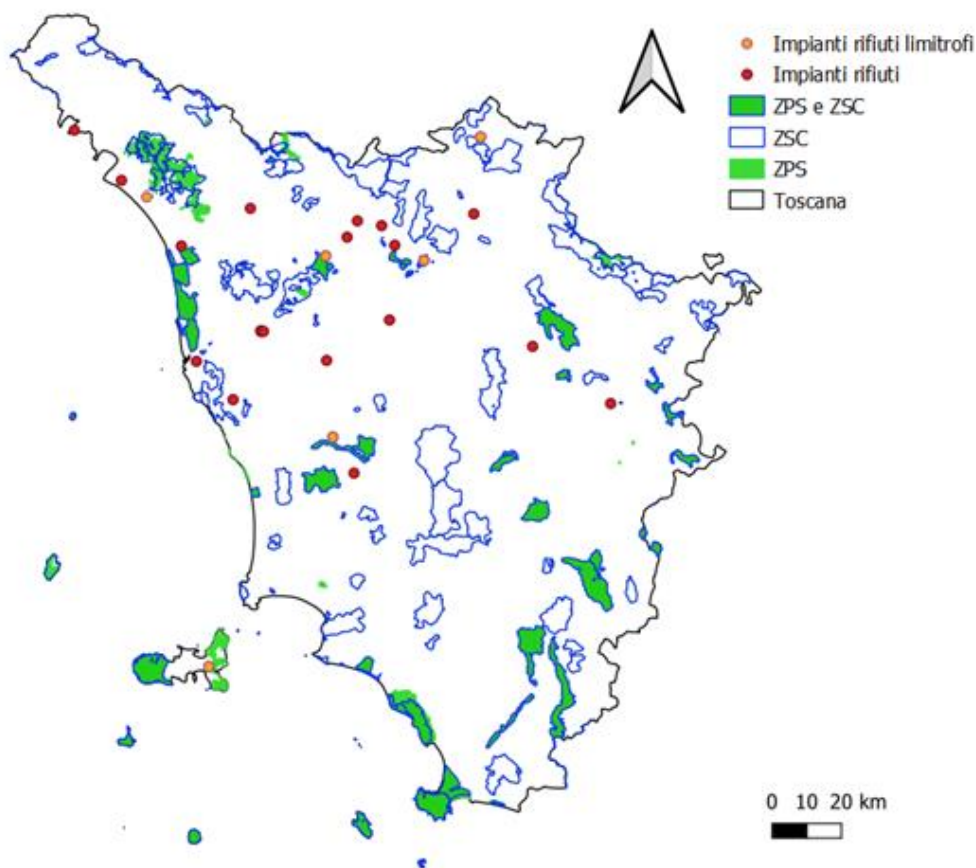 Impianti rifiuti limitrofi
Impianti rifiuti
ZPS e ZSC
ZSC
ZPS
Toscana
0 10 20 km